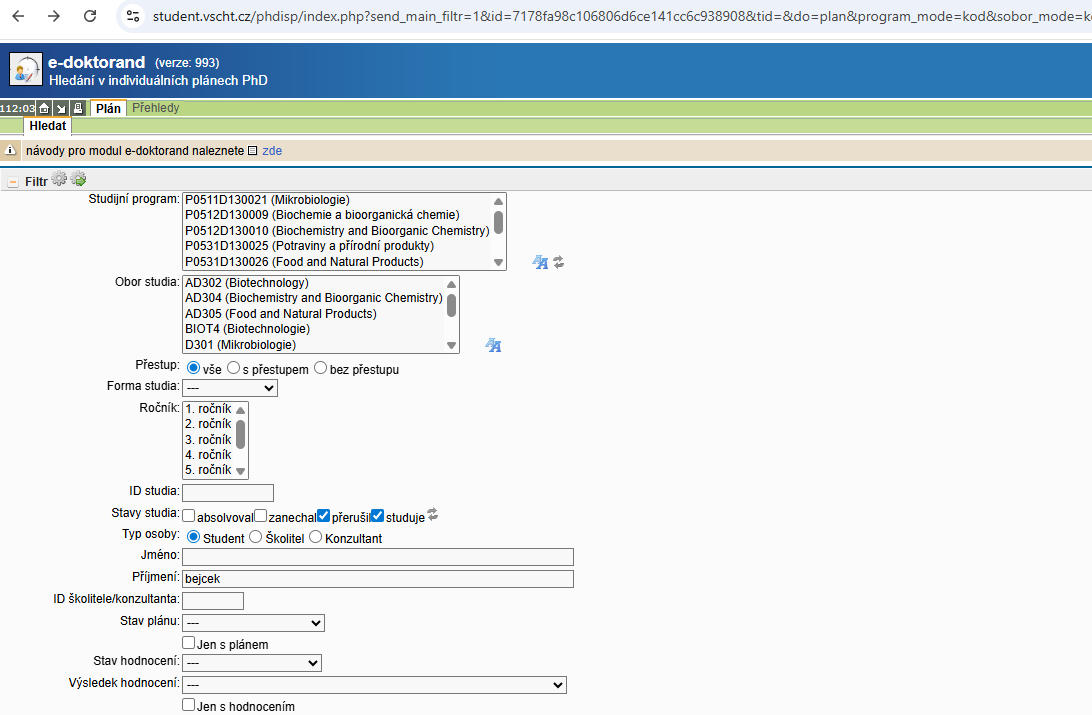 student.vscht.cz/phdisp/index.php?send_main_filtr=1&id=7178fa98c106806d6ce141cc6c938908&tid=&do=plan&program_mode=kod&sobor_mode=k
e-doktorand (verze: 993)
Hledání v individuálních plánech PhD
112:03 Plán Přehledy
Hledat
návody pro modul e-doktorand naleznete zde
Filtr
Studijní program:
P0511D130021 (Mikrobiologie)
P0512D130009 (Biochemie a bioorganická chemie)
P0512D130010 (Biochemistry and Bioorganic Chemistry)
P0531D130025 (Potraviny a přírodní produkty)
P0531D130026 (Food and Natural Products)
Obor studia:
AD302 (Biotechnology)
AD304 (Biochemistry and Bioorganic Chemistry)
AD305 (Food and Natural Products)
BIOT4 (Biotechnologie)
D301 (Mikrobiologie)
Přestup: vše s přestupem bez přestupu
Forma studia: ---
Ročník:
1. ročník
2. ročník
3. ročník
4. ročník
5. ročník
ID studia:
Stavy studia: absolvoval zanechal přerušil studuje
Typ osoby: Student Školitel Konzultant
Jméno:
Příjmení: bejcek
ID školitele/konzultanta:
Stav plánu: ---
Jen s plánem
Stav hodnocení: ---
Výsledek hodnocení: ---
Jen s hodnocením